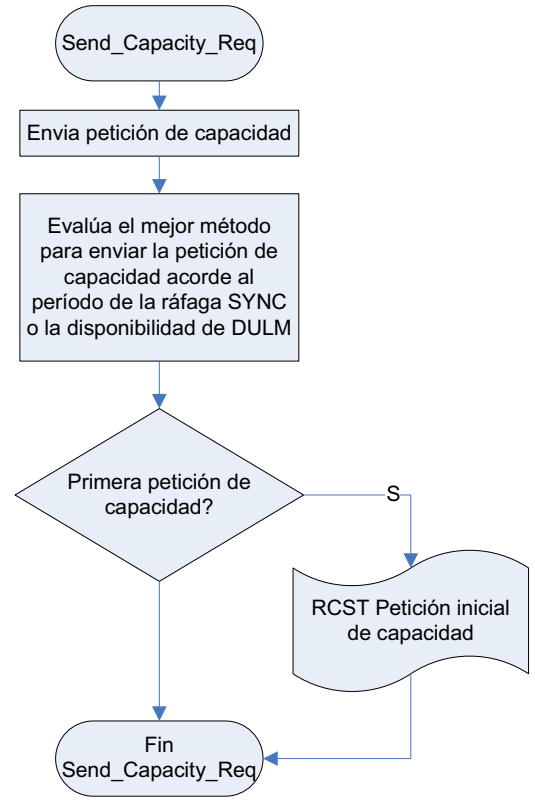 Send_Capacity_Req
Envia petición de capacidad
Evalúa el mejor método
para enviar la petición de
capacidad acorde al
período de la ráfaga SYNC
o la disponibilidad de DULM
Primera petición de
capacidad?
S
RCST Petición inicial
de capacidad
Fin
Send_Capacity_Req